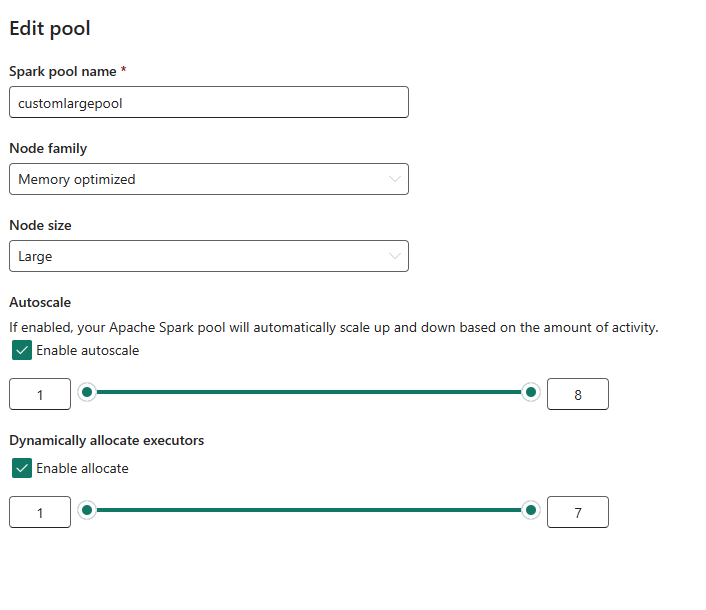 Edit pool
Spark pool name *
customlargepool
Node family
Memory optimized
Node size
Large
Autoscale
If enabled, your Apache Spark pool will automatically scale up and down based on the amount of activity.
Enable autoscale
1 8
Dynamically allocate executors
Enable allocate
1 7